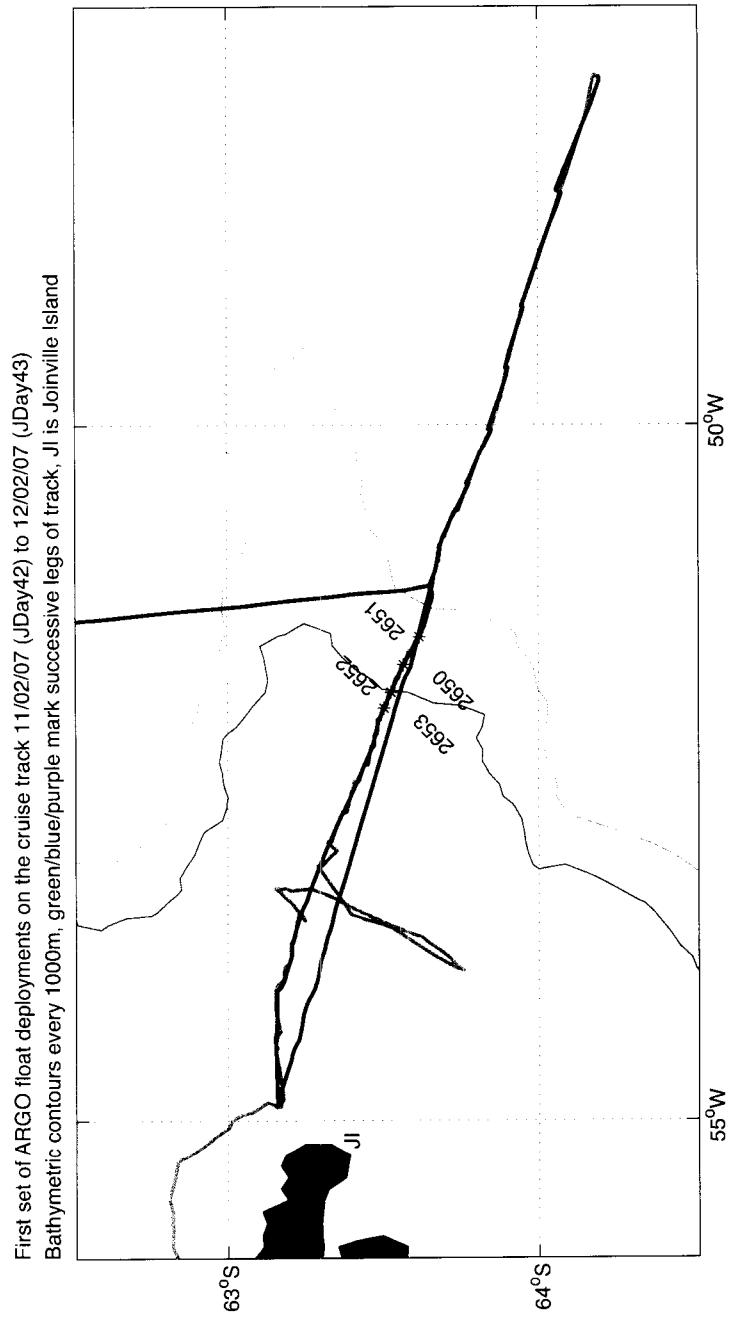 First set of ARGO float deployments on the cruise track 11/02/07 (JDay42) to 12/02/07 (JDay43)
Bathymetric contours every 1000m, green/blue/purple mark successive legs of track, JI is Joinville Island
63°S
64°S
JI
2653
2652
2650
2651
55°W
50°W